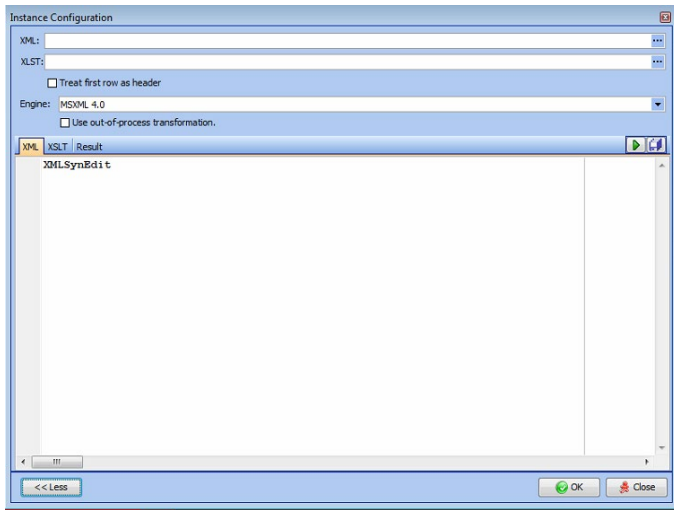 Instance Configuration
XML:
XLST:
Treat first row as header
Engine: MSXML 4.0
Use out-of-process transformation.
XML XSLT Result
XMLSynEdit
<< Less OK Close